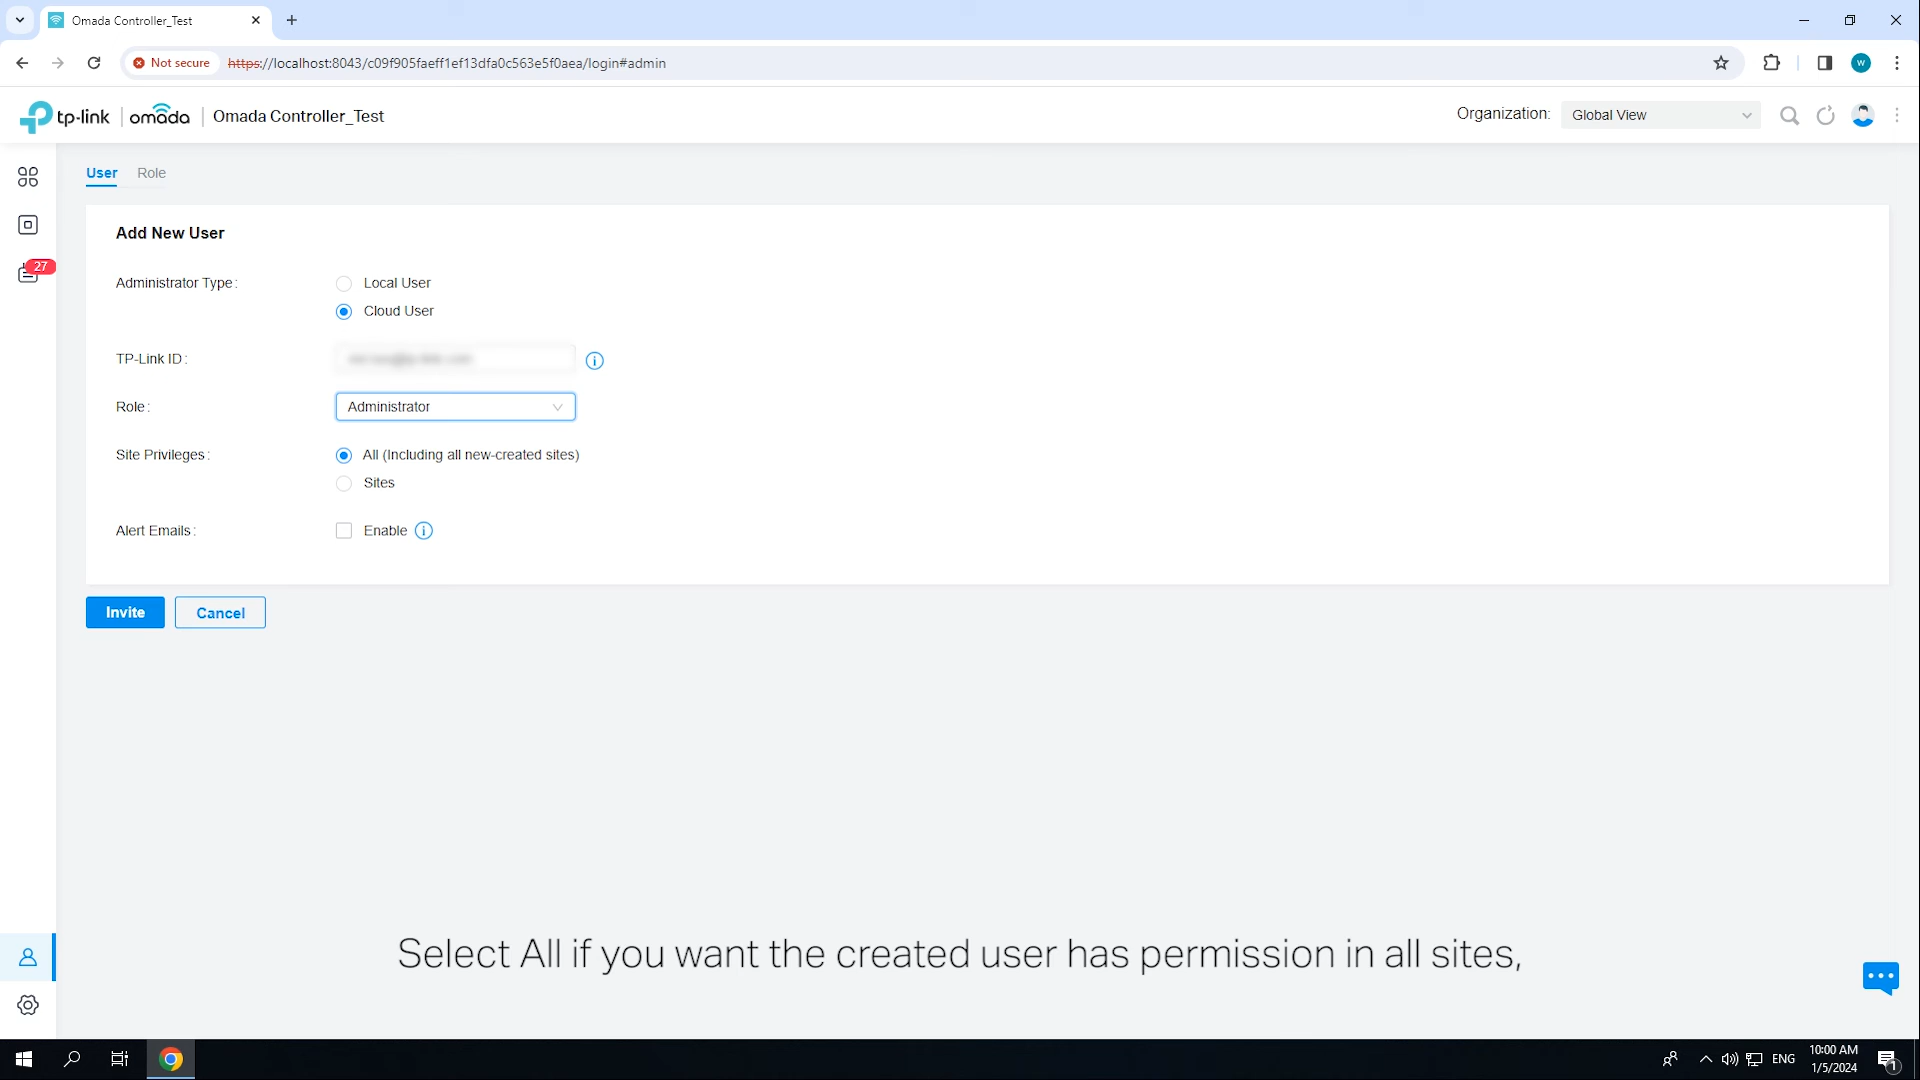 Omada Controller_Test
Not secure
https://localhost:8043/c09f905faeff1ef13dfa0c563e5f0aea/login#admin
W
tp-link | omada | Omada Controller_Test
Organization: Global View
27
User Role
Add New User
Administrator Type:
Local User
Cloud User
TP-Link ID:
Role: Administrator
Site Privileges:
All (Including all new-created sites)
Sites
Alert Emails: Enable
Invite Cancel
Select All if you want the created user has permission in all sites,
ENG
10:00 AM
1/5/2024
1